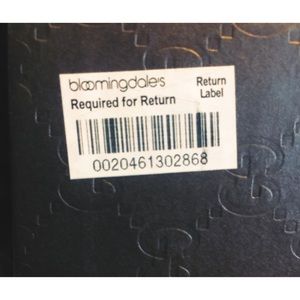 bloomingdale's Return
Required for Return Label
0020461302868